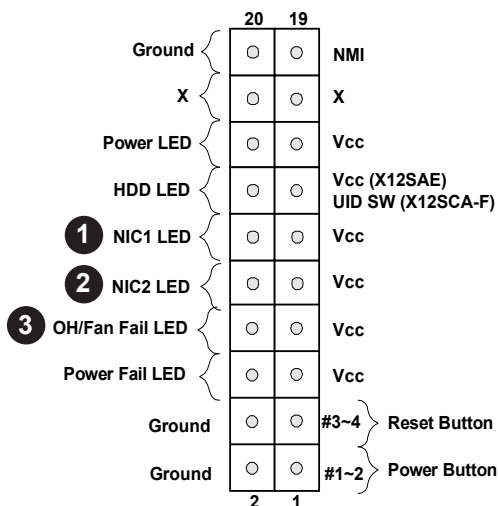 20 19
Ground NMI
X X
Power LED Vcc
HDD LED Vcc (X12SAE)
UID SW (X12SCA-F)
1 NIC1 LED Vcc
2 NIC2 LED Vcc
3 OH/Fan Fail LED Vcc
Power Fail LED Vcc
Ground #3~4 Reset Button
Ground #1~2 Power Button
2 1